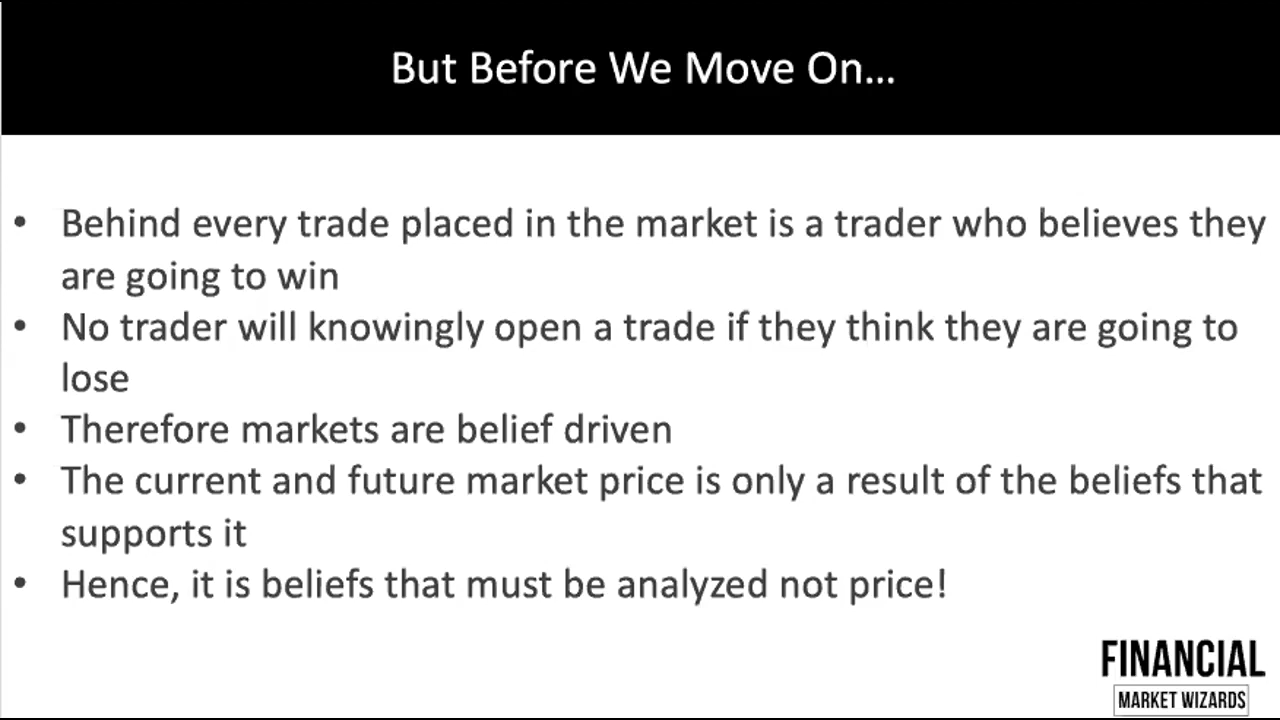 But Before We Move On...
• Behind every trade placed in the market is a trader who believes they
are going to win
• No trader will knowingly open a trade if they think they are going to
lose
• Therefore markets are belief driven
• The current and future market price is only a result of the beliefs that
supports it
• Hence, it is beliefs that must be analyzed not price!
FINANCIAL
MARKET WIZARDS